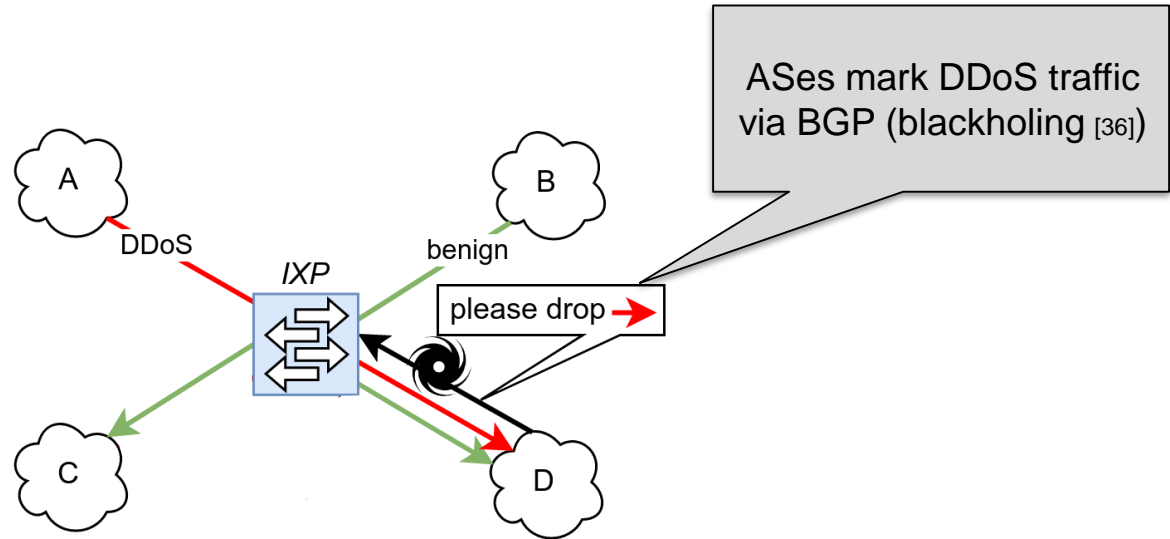 ASes mark DDoS traffic
via BGP (blackholing [36])
A
B
DDoS
benign
IXP
please drop
C
D